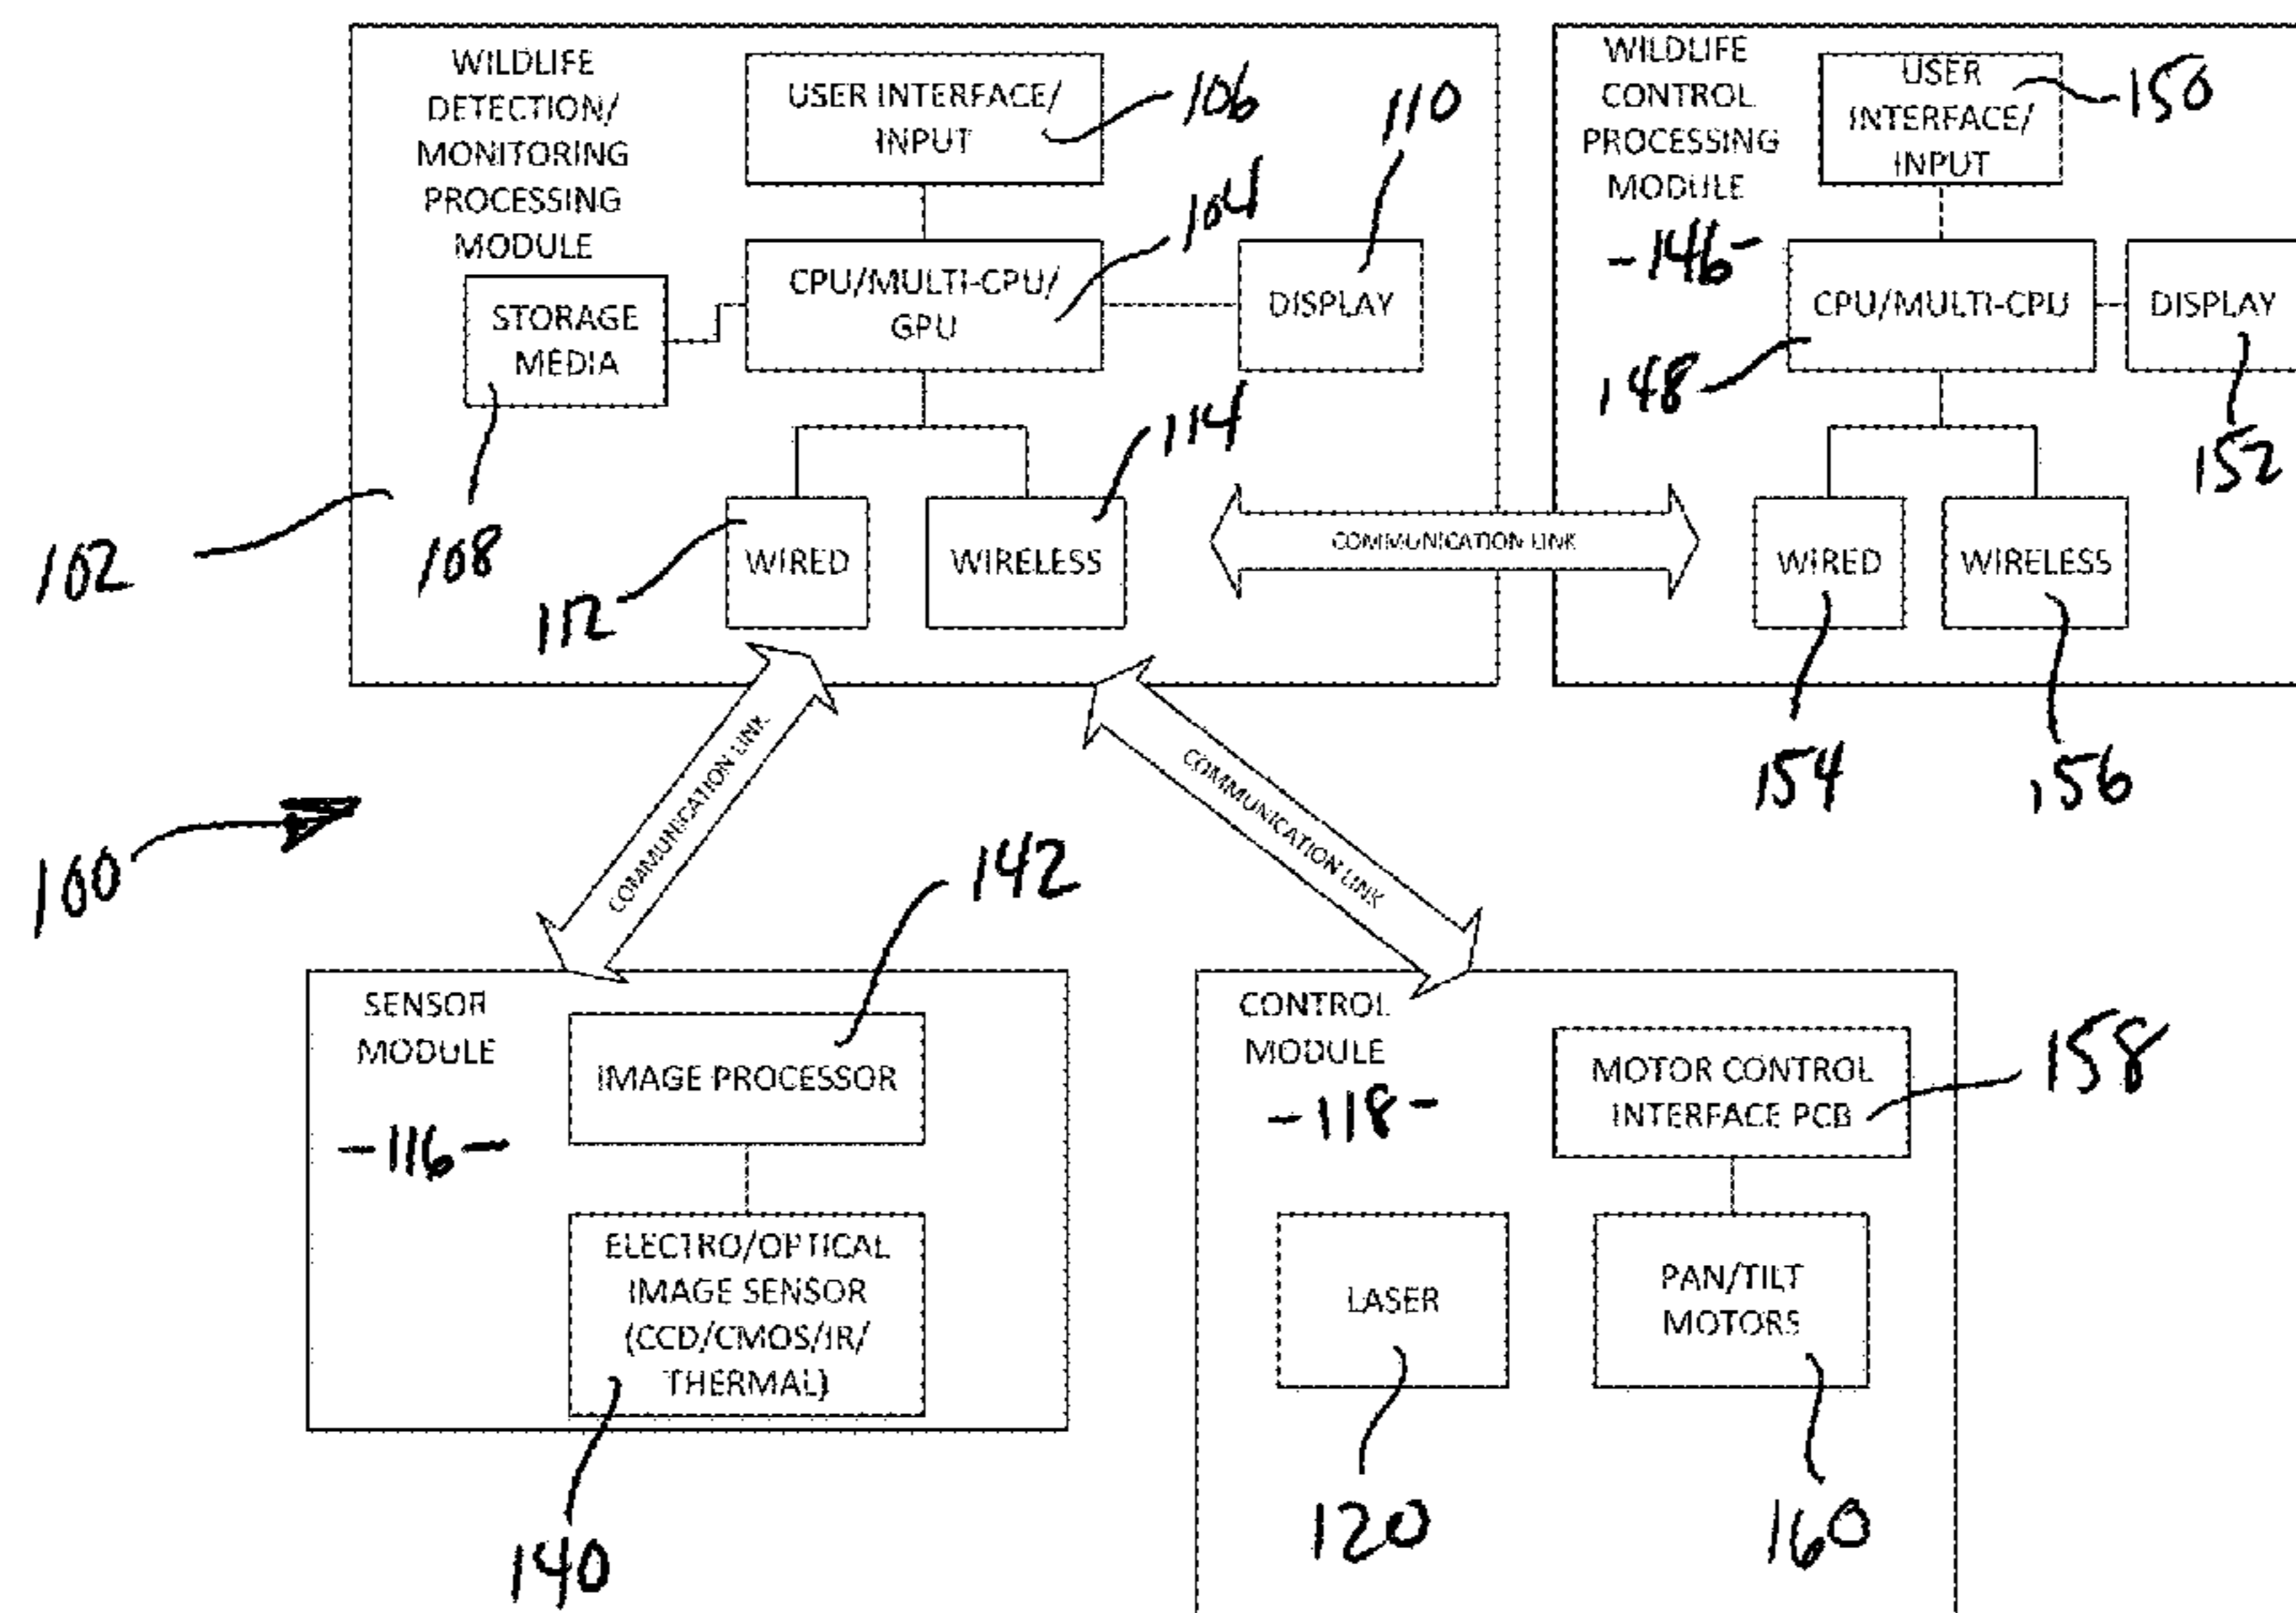 WILDLIFE
DETECTION/
MONITORING
PROCESSING
MODULE
USER INTERFACE/
INPUT
106
110
104
CPU/MULTI-CPU/
GPU
DISPLAY
STORAGE
MEDIA
114
102
108
112
WIRED
WIRELESS
COMMUNICATION LINK
WILDLIFE
CONTROL
PROCESSING
MODULE
-146-
USER
INTERFACE/
INPUT
150
CPU/MULTI-CPU
DISPLAY
148
152
WIRED
WIRELESS
154
156
COMMUNICATION LINK
COMMUNICATION LINK
100
142
SENSOR
MODULE
-116-
IMAGE PROCESSOR
ELECTRO/OPTICAL
IMAGE SENSOR
(CCD/CMOS/IR/
THERMAL)
140
CONTROL
MODULE
-118-
MOTOR CONTROL
INTERFACE PCB
158
LASER
PAN/TILT
MOTORS
120
160